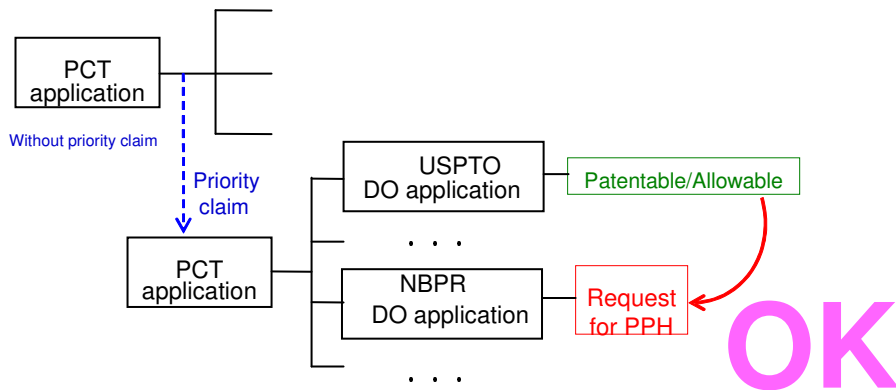 PCT
application
Without priority claim
Priority
claim
USPTO
DO application
Patentable/Allowable
. . .
PCT
application
NBPR
DO application
Request
for PPH
OK
. . .